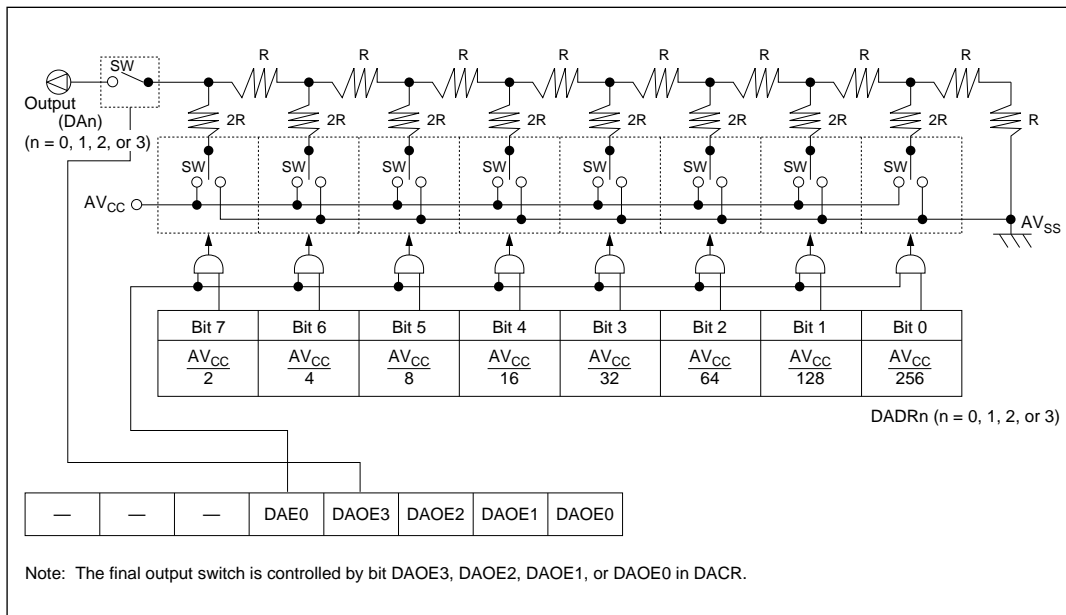 R R R R R R R R
SW
Output
(DAn)
(n = 0, 1, 2, or 3)
2R 2R 2R 2R 2R 2R 2R 2R R
SW SW SW SW SW SW SW SW
AVCC
AVSS
Bit 7 Bit 6 Bit 5 Bit 4 Bit 3 Bit 2 Bit 1 Bit 0
AVCC AVCC AVCC AVCC AVCC AVCC AVCC AVCC
2 4 8 16 32 64 128 256
DADRn (n = 0, 1, 2, or 3)
— — — DAE0 DAOE3 DAOE2 DAOE1 DAOE0
Note: The final output switch is controlled by bit DAOE3, DAOE2, DAOE1, or DAOE0 in DACR.